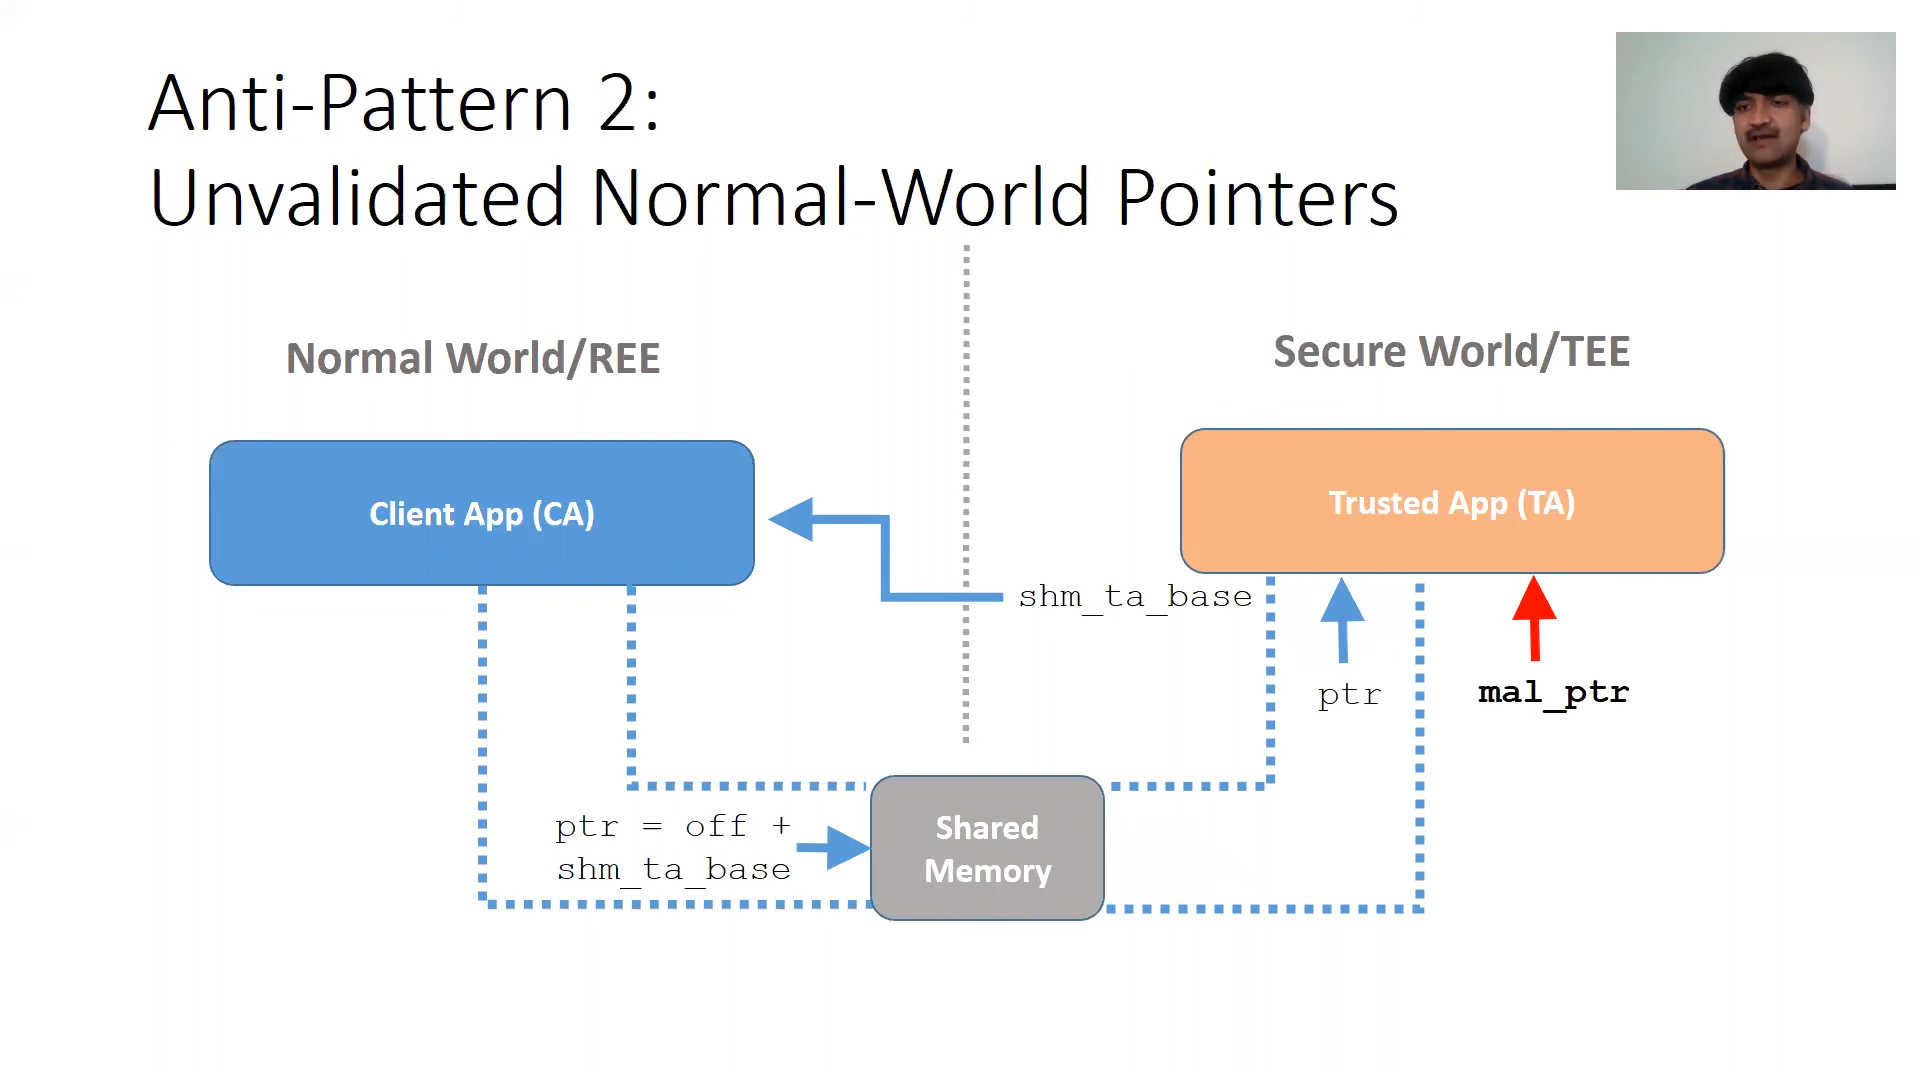 Anti-Pattern 2:
Unvalidated Normal-World Pointers
Normal World/REE
Secure World/TEE
Client App (CA)
Trusted App (TA)
shm_ta_base
ptr
mal_ptr
ptr = off +
shm_ta_base
Shared
Memory